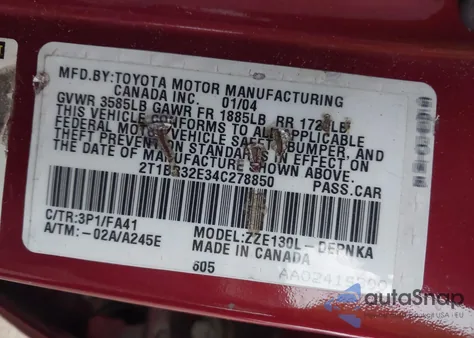 MFD.BY:TOYOTA MOTOR MANUFACTURING
CANADA INC. 01/04
GVWR 3585LB GAWR FR 1885LB RR 1720LB
THIS VEHICLE CONFORMS TO ALL APPLICABLE
FEDERAL MOTOR VEHICLE SAFETY, BUMPER, AND
THEFT PREVENTION STANDARDS IN EFFECT ON
THE DATE OF MANUFACTURE SHOWN ABOVE.
PASS.CAR
C/TR:3P1/FA41
A/TM:-02A/A245E
MODEL:ZZE130L-DEPNKA
MADE IN CANADA
605
autaSnap